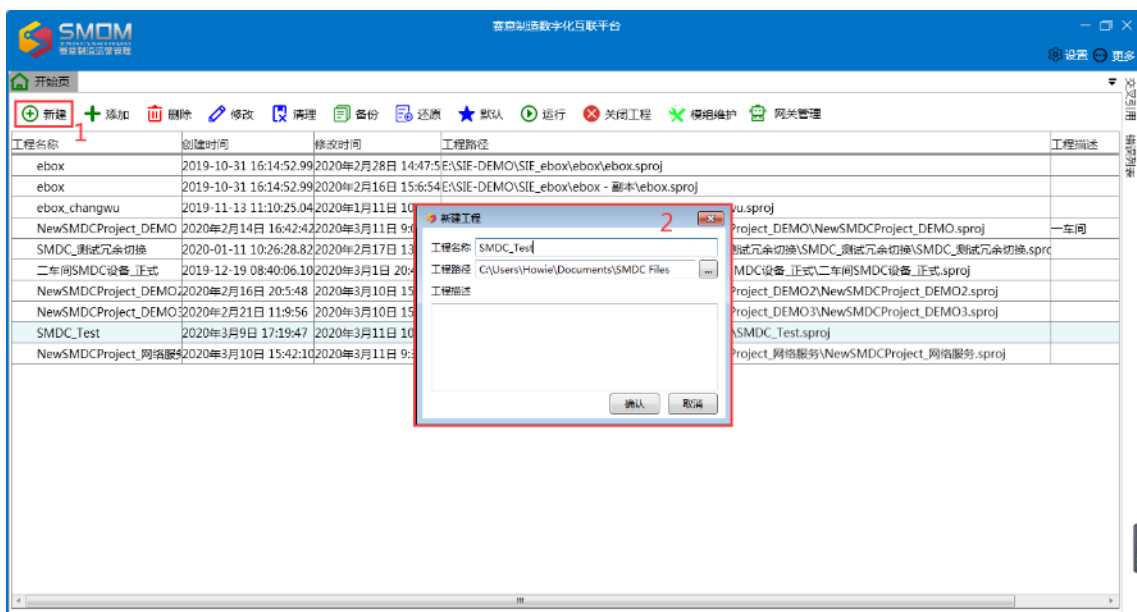 SMOM
赛意制造运营管理
赛意制造数字化互联平台
设置 更多
开始页
新建 添加 删除 修改 清理 备份 还原 默认 运行 关闭工程 模组维护 网关管理
1
交叉引用
错误列表
工程名称 创建时间 修改时间 工程路径 工程描述
ebox 2019-10-31 16:14:52.99 2020年2月28日 14:47:5 E:\SIE-DEMO\SIE_ebox\ebox\ebox.sproj
ebox 2019-10-31 16:14:52.99 2020年2月16日 15:6:54 E:\SIE-DEMO\SIE_ebox\ebox - 副本\ebox.sproj
ebox_changwu 2019-11-13 11:10:25.04 2020年1月11日 10 wu.sproj
NewSMDCProject_DEMO 2020年2月14日 16:42:42 2020年3月11日 9:0 Project_DEMO\NewSMDCProject_DEMO.sproj 一车间
SMDC_测试冗余切换 2020-01-11 10:26:28.82 2020年2月17日 13 测试冗余切换\SMDC_测试冗余切换\SMDC_测试冗余切换.sprc
二车间SMDC设备_正式 2019-12-19 08:40:06.10 2020年3月1日 20:4 MDC设备_正式\二车间SMDC设备_正式.sproj
NewSMDCProject_DEMO2 2020年2月16日 20:5:48 2020年3月10日 15 Project_DEMO2\NewSMDCProject_DEMO2.sproj
NewSMDCProject_DEMO3 2020年2月21日 11:9:56 2020年3月10日 15 Project_DEMO3\NewSMDCProject_DEMO3.sproj
SMDC_Test 2020年3月9日 17:19:47 2020年3月11日 10 \SMDC_Test.sproj
NewSMDCProject_网络服务 2020年3月10日 15:42:10 2020年3月11日 9:3 Project_网络服务\NewSMDCProject_网络服务.sproj
新建工程 2
工程名称 SMDC_Test
工程路径 C:\Users\Howie\Documents\SMDC Files ...
工程描述
确认 取消